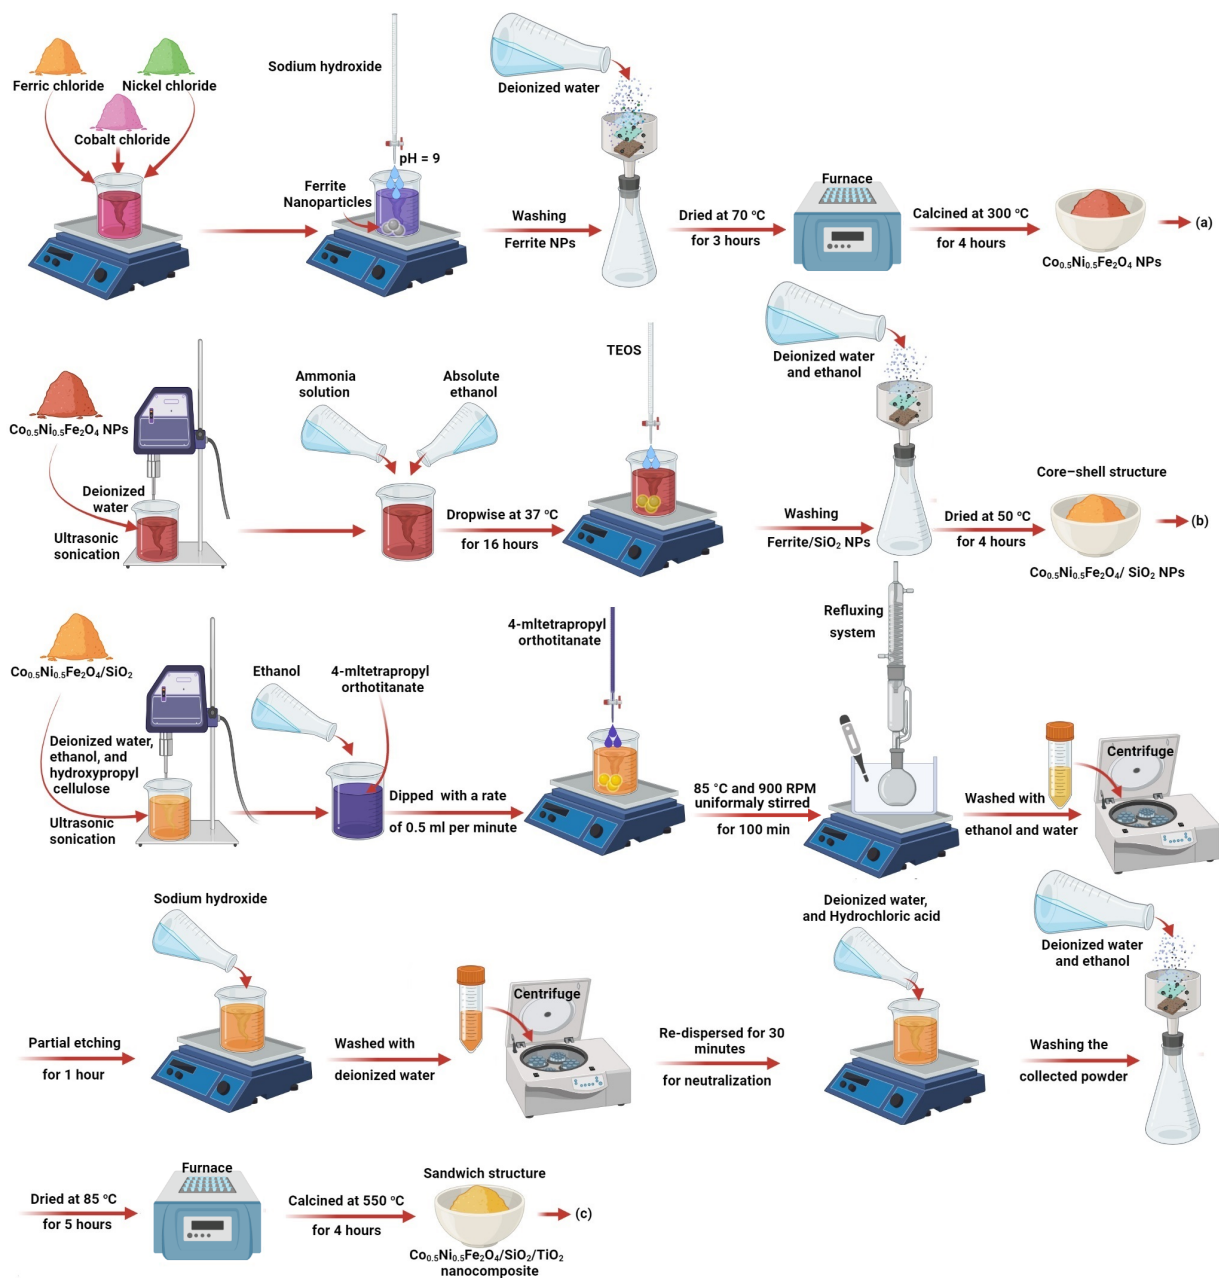 Ferric chloride
Nickel chloride
Cobalt chloride
Sodium hydroxide
pH = 9
Ferrite
Nanoparticles
Deionized water
Washing
Ferrite NPs
Dried at 70 °C
for 3 hours
Furnace
Calcined at 300 °C
for 4 hours
Co₀.₅Ni₀.₅Fe₂O₄ NPs
(a)
Co₀.₅Ni₀.₅Fe₂O₄ NPs
Deionized
water
Ultrasonic
sonication
Ammonia
solution
Absolute
ethanol
Dropwise at 37 °C
for 16 hours
TEOS
Washing
Ferrite/SiO₂ NPs
Deionized water
and ethanol
Dried at 50 °C
for 4 hours
Core–shell structure
Co₀.₅Ni₀.₅Fe₂O₄/ SiO₂ NPs
(b)
Co₀.₅Ni₀.₅Fe₂O₄/SiO₂
Deionized water,
ethanol, and
hydroxypropyl
cellulose
Ultrasonic
sonication
Ethanol
4-mltetrapropyl
orthotitanate
Dipped with a rate
of 0.5 ml per minute
4-mltetrapropyl
orthotitanate
85 °C and 900 RPM
uniformaly stirred
for 100 min
Refluxing
system
Washed with
ethanol and water
Centrifuge
Partial etching
for 1 hour
Sodium hydroxide
Washed with
deionized water
Centrifuge
Re-dispersed for 30
minutes
for neutralization
Deionized water,
and Hydrochloric acid
Washing the
collected powder
Deionized water
and ethanol
Dried at 85 °C
for 5 hours
Furnace
Calcined at 550 °C
for 4 hours
Sandwich structure
Co₀.₅Ni₀.₅Fe₂O₄/SiO₂/TiO₂
nanocomposite
(c)